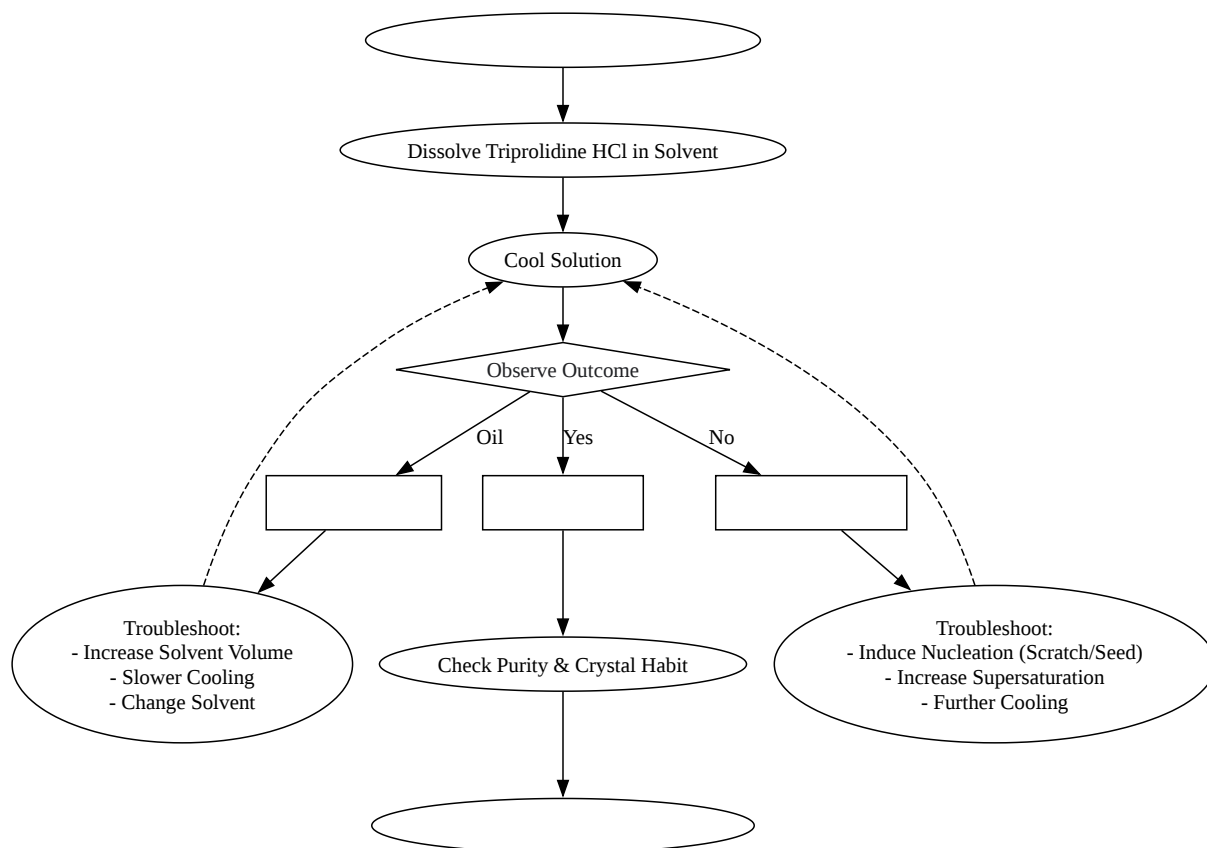 Dissolve Triprolidine HCl in Solvent
Cool Solution
Observe Outcome
Oil
Yes
No
Troubleshoot:
- Increase Solvent Volume
- Slower Cooling
- Change Solvent
Check Purity & Crystal Habit
Troubleshoot:
- Induce Nucleation (Scratch/Seed)
- Increase Supersaturation
- Further Cooling